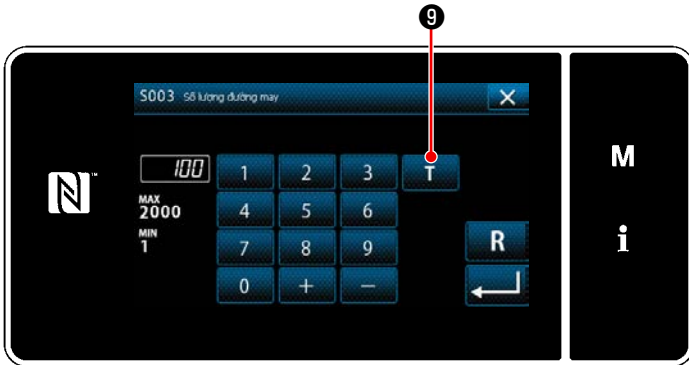 ❾
S003 Số lượng đường may
100 1 2 3 T
MAX
2000 4 5 6
MIN
1 7 8 9 R
0 + −
M
i
N